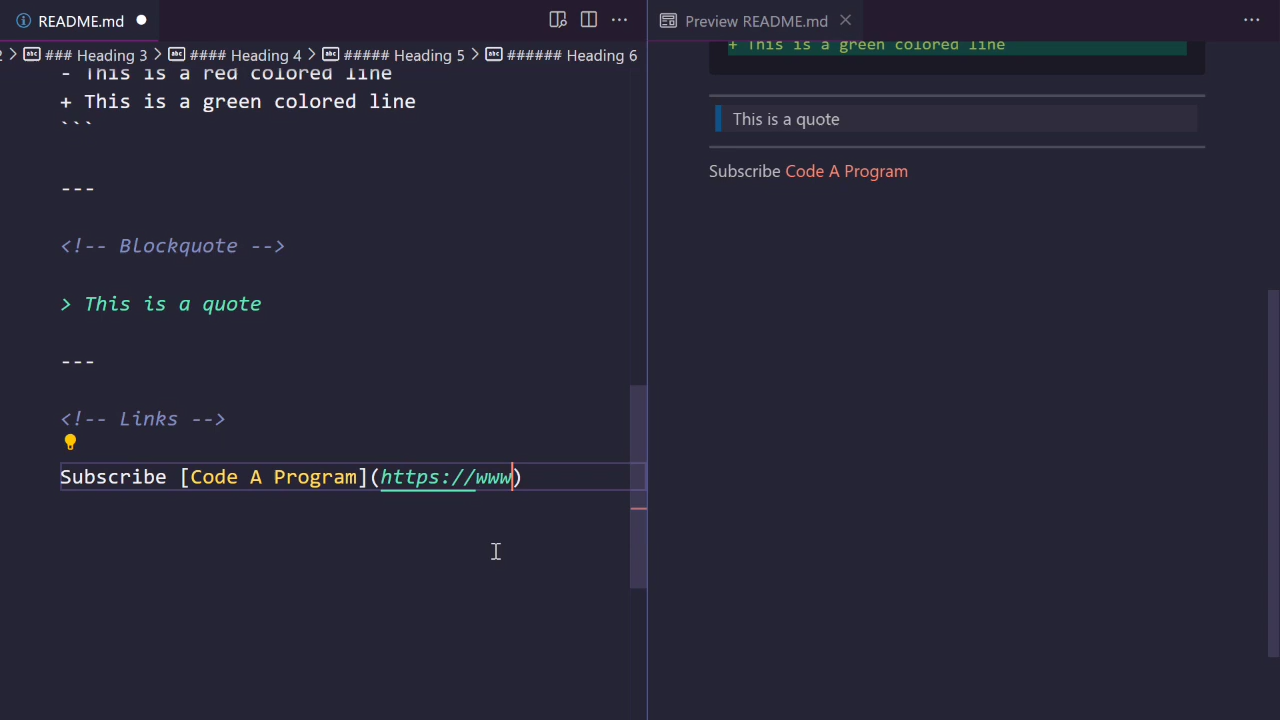 README.md
Preview README.md
2 > ### Heading 3 > #### Heading 4 > ##### Heading 5 > ###### Heading 6
- This is a red colored line
+ This is a green colored line
```
---
<!-- Blockquote -->
> This is a quote
---
<!-- Links -->
Subscribe [Code A Program](https://www)
+ This is a green colored line
This is a quote
Subscribe Code A Program